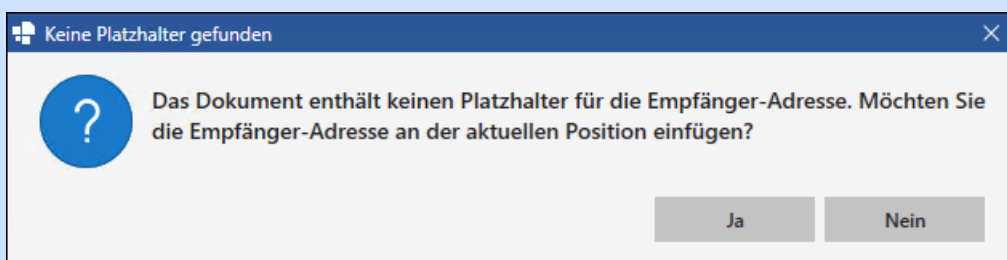 Keine Platzhalter gefunden
Das Dokument enthält keinen Platzhalter für die Empfänger-Adresse. Möchten Sie
die Empfänger-Adresse an der aktuellen Position einfügen?
Ja Nein